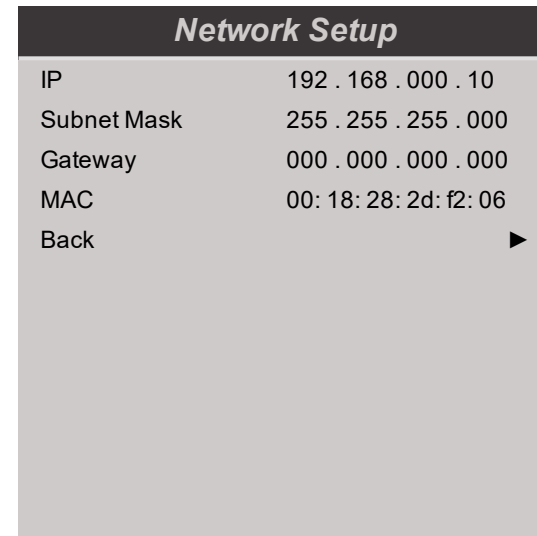 Network Setup
IP 192 . 168 . 000 . 10
Subnet Mask 255 . 255 . 255 . 000
Gateway 000 . 000 . 000 . 000
MAC 00: 18: 28: 2d: f2: 06
Back ►